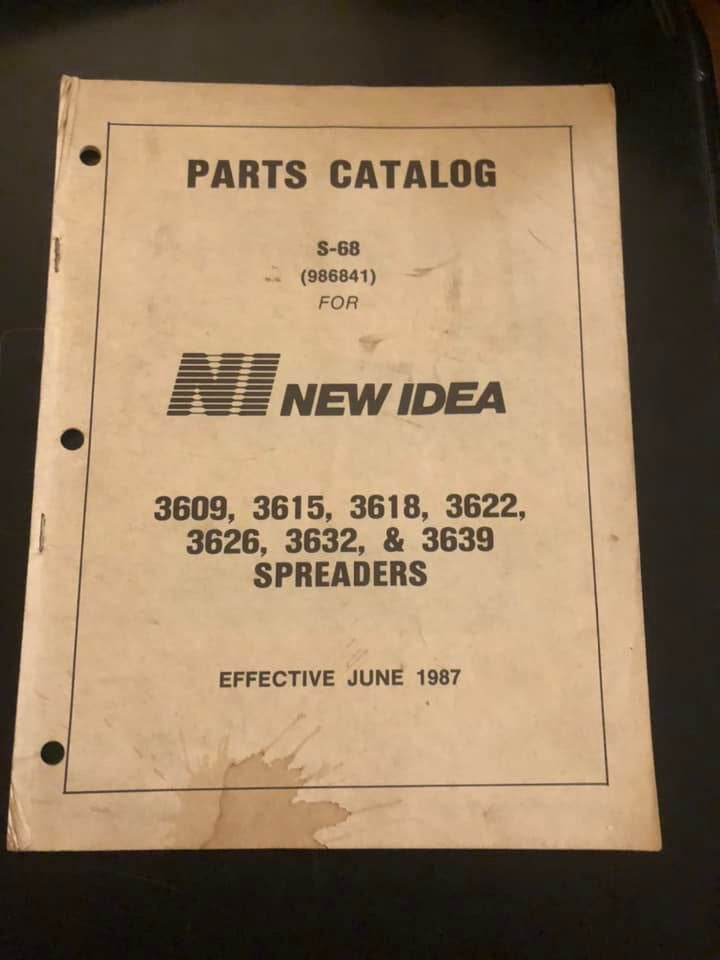 PARTS CATALOG
S-68
(986841)
FOR
NI NEW IDEA
3609, 3615, 3618, 3622,
3626, 3632, & 3639
SPREADERS
EFFECTIVE JUNE 1987